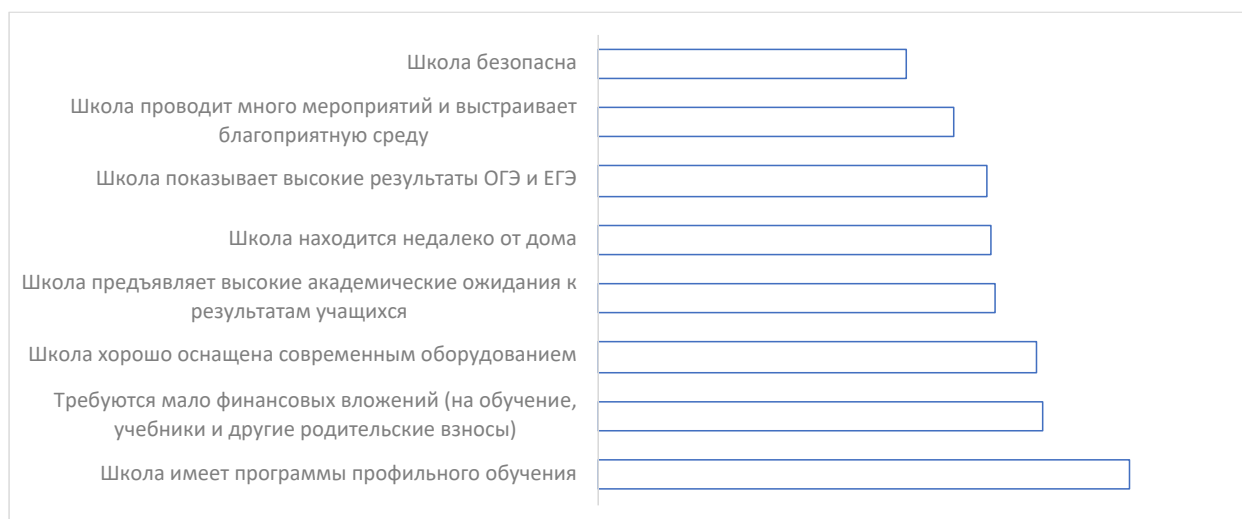 Школа безопасна
Школа проводит много мероприятий и выстраивает
благоприятную среду
Школа показывает высокие результаты ОГЭ и ЕГЭ
Школа находится недалеко от дома
Школа предъявляет высокие академические ожидания к
результатам учащихся
Школа хорошо оснащена современным оборудованием
Требуются мало финансовых вложений (на обучение,
учебники и другие родительские взносы)
Школа имеет программы профильного обучения